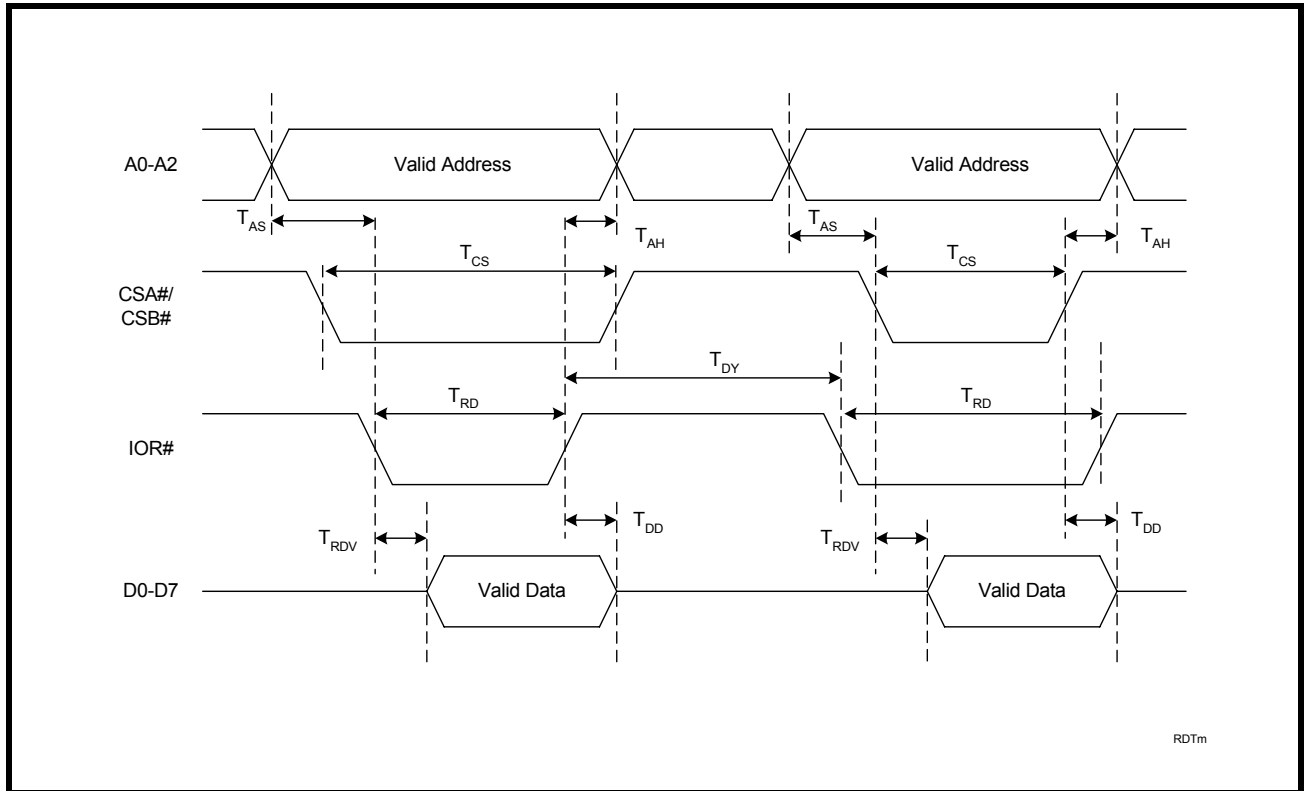 A0-A2
Valid Address
Valid Address
TAS
TAH
TAS
TAH
TCS
TCS
CSA#/
CSB#
TDY
TRD
TRD
IOR#
TRDV
TDD
TRDV
TDD
D0-D7
Valid Data
Valid Data
RDTm